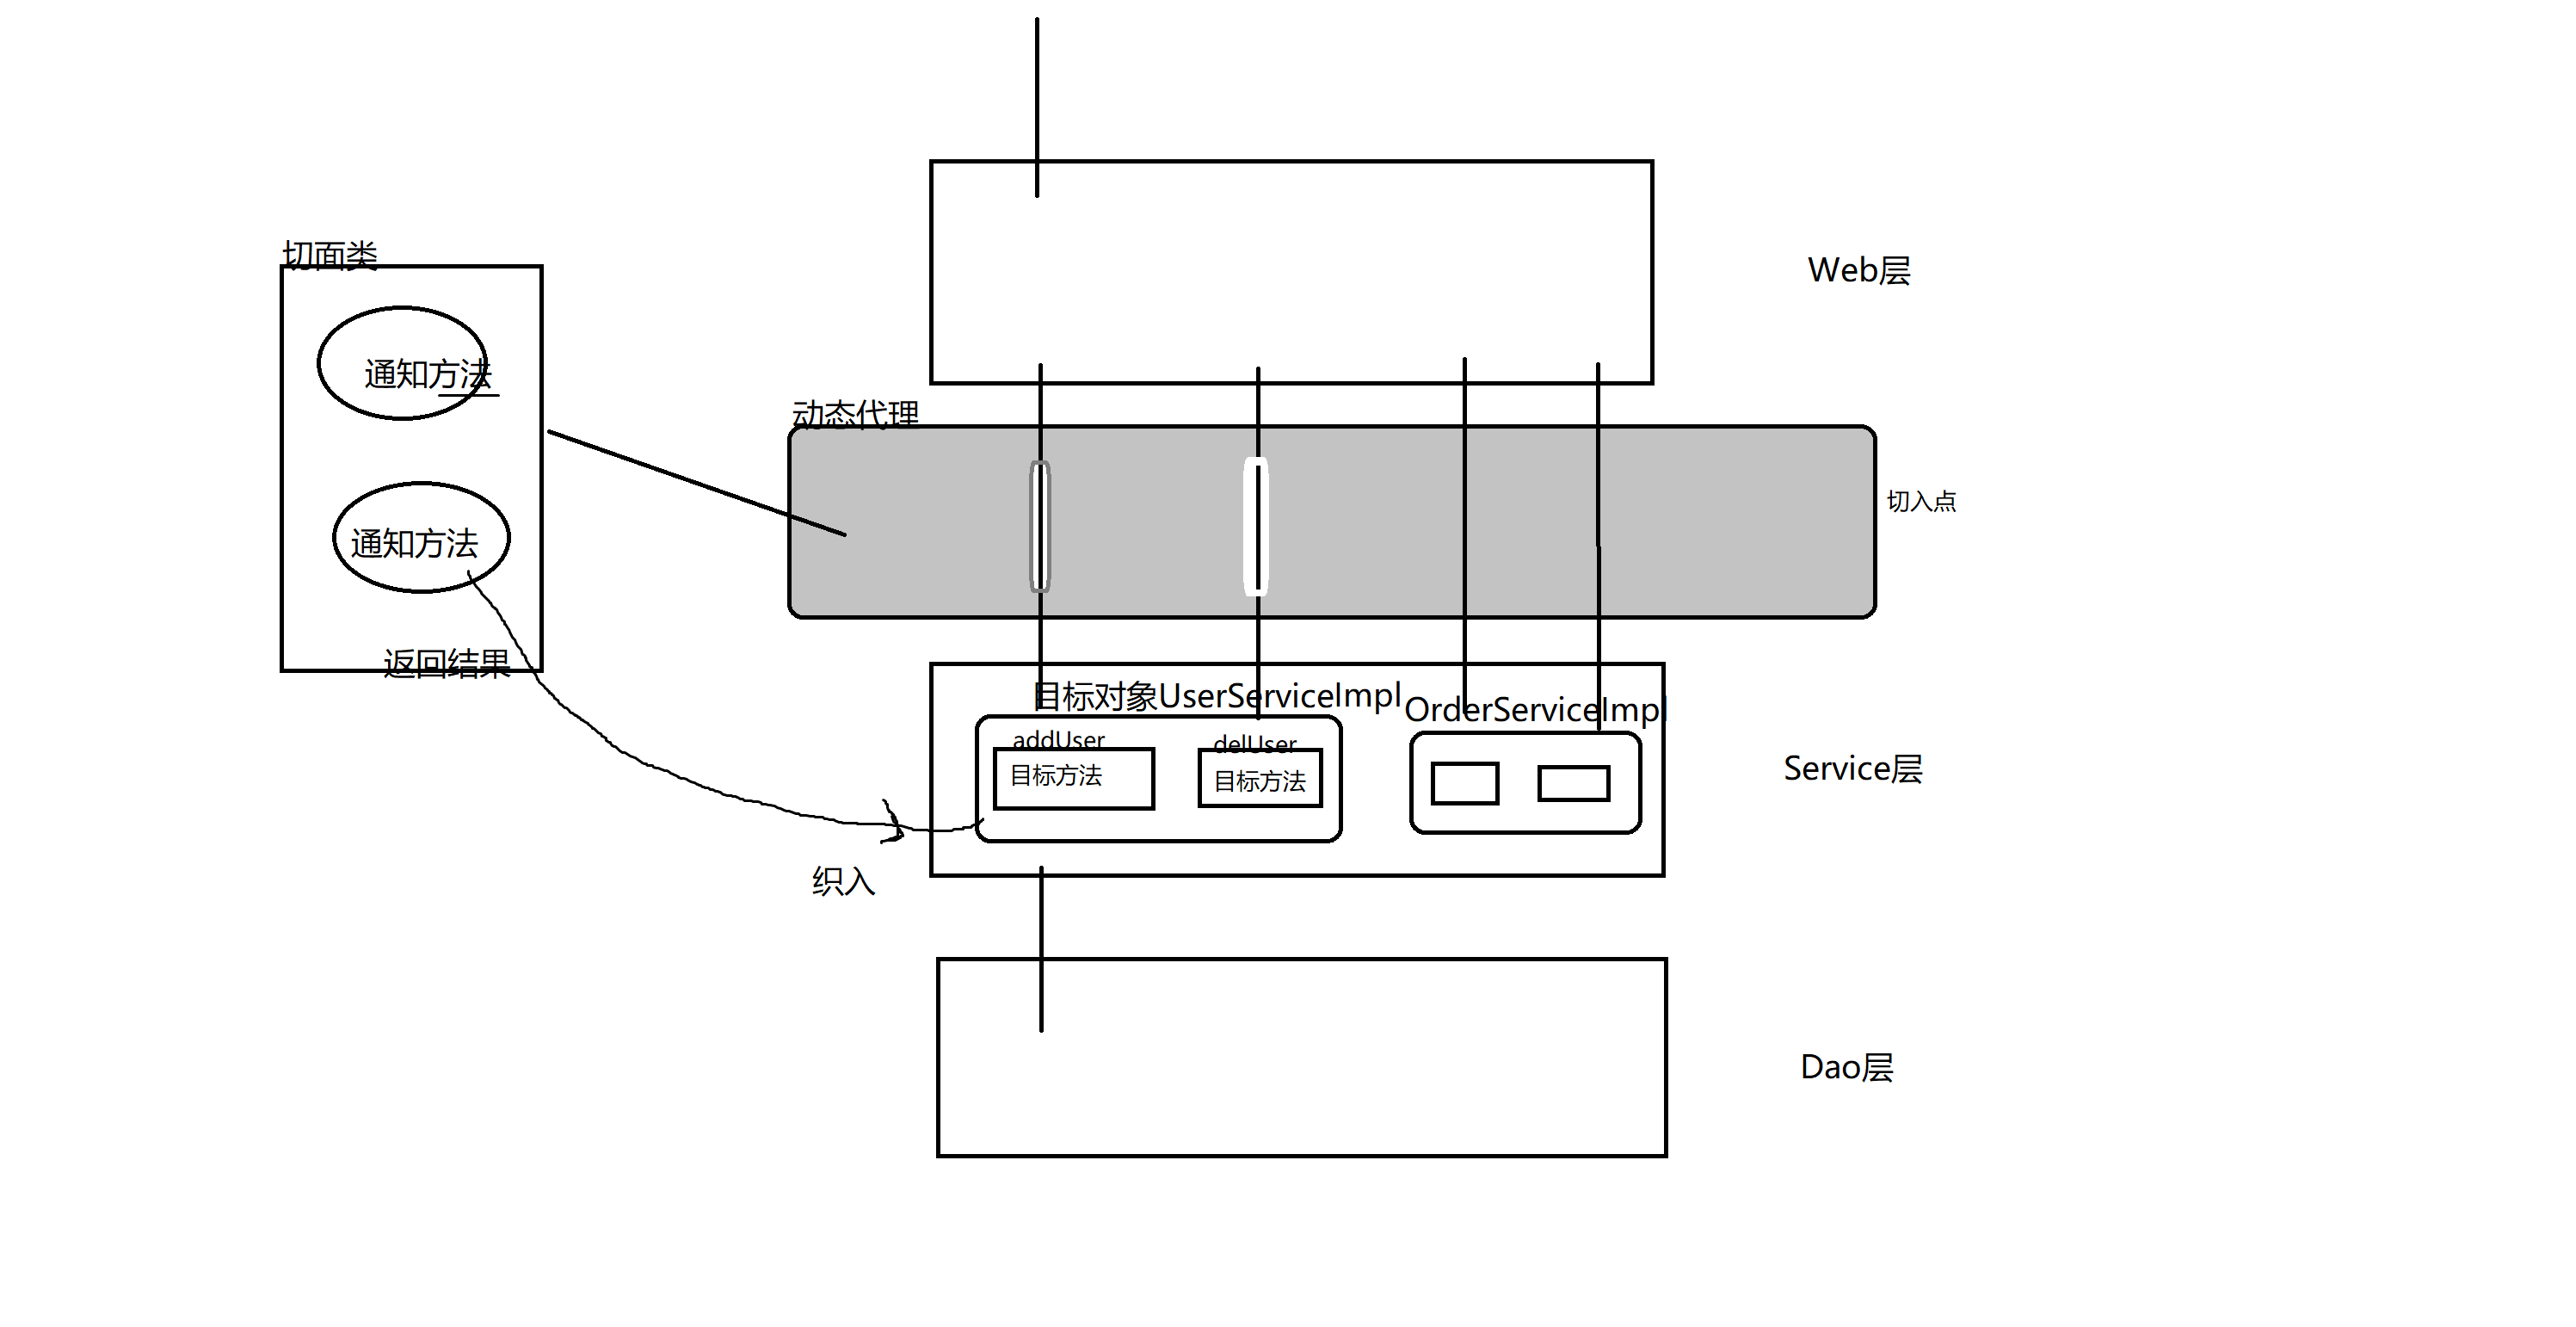 切面类
通知方法
通知方法
返回结果
Web层
动态代理
切入点
目标对象UserServiceImpl
OrderServiceImpl
addUser
目标方法
delUser
目标方法
Service层
织入
Dao层